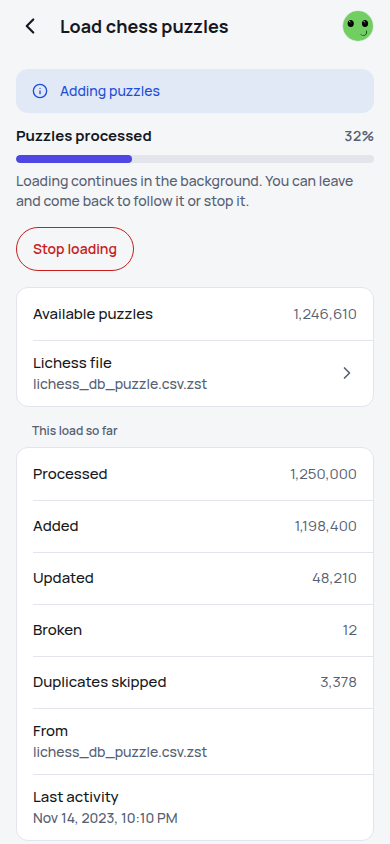 Load chess puzzles
Adding puzzles
Puzzles processed 32%
Loading continues in the background. You can leave
and come back to follow it or stop it.
Stop loading
Available puzzles 1,246,610
Lichess file
lichess_db_puzzle.csv.zst
This load so far
Processed 1,250,000
Added 1,198,400
Updated 48,210
Broken 12
Duplicates skipped 3,378
From
lichess_db_puzzle.csv.zst
Last activity
Nov 14, 2023, 10:10 PM